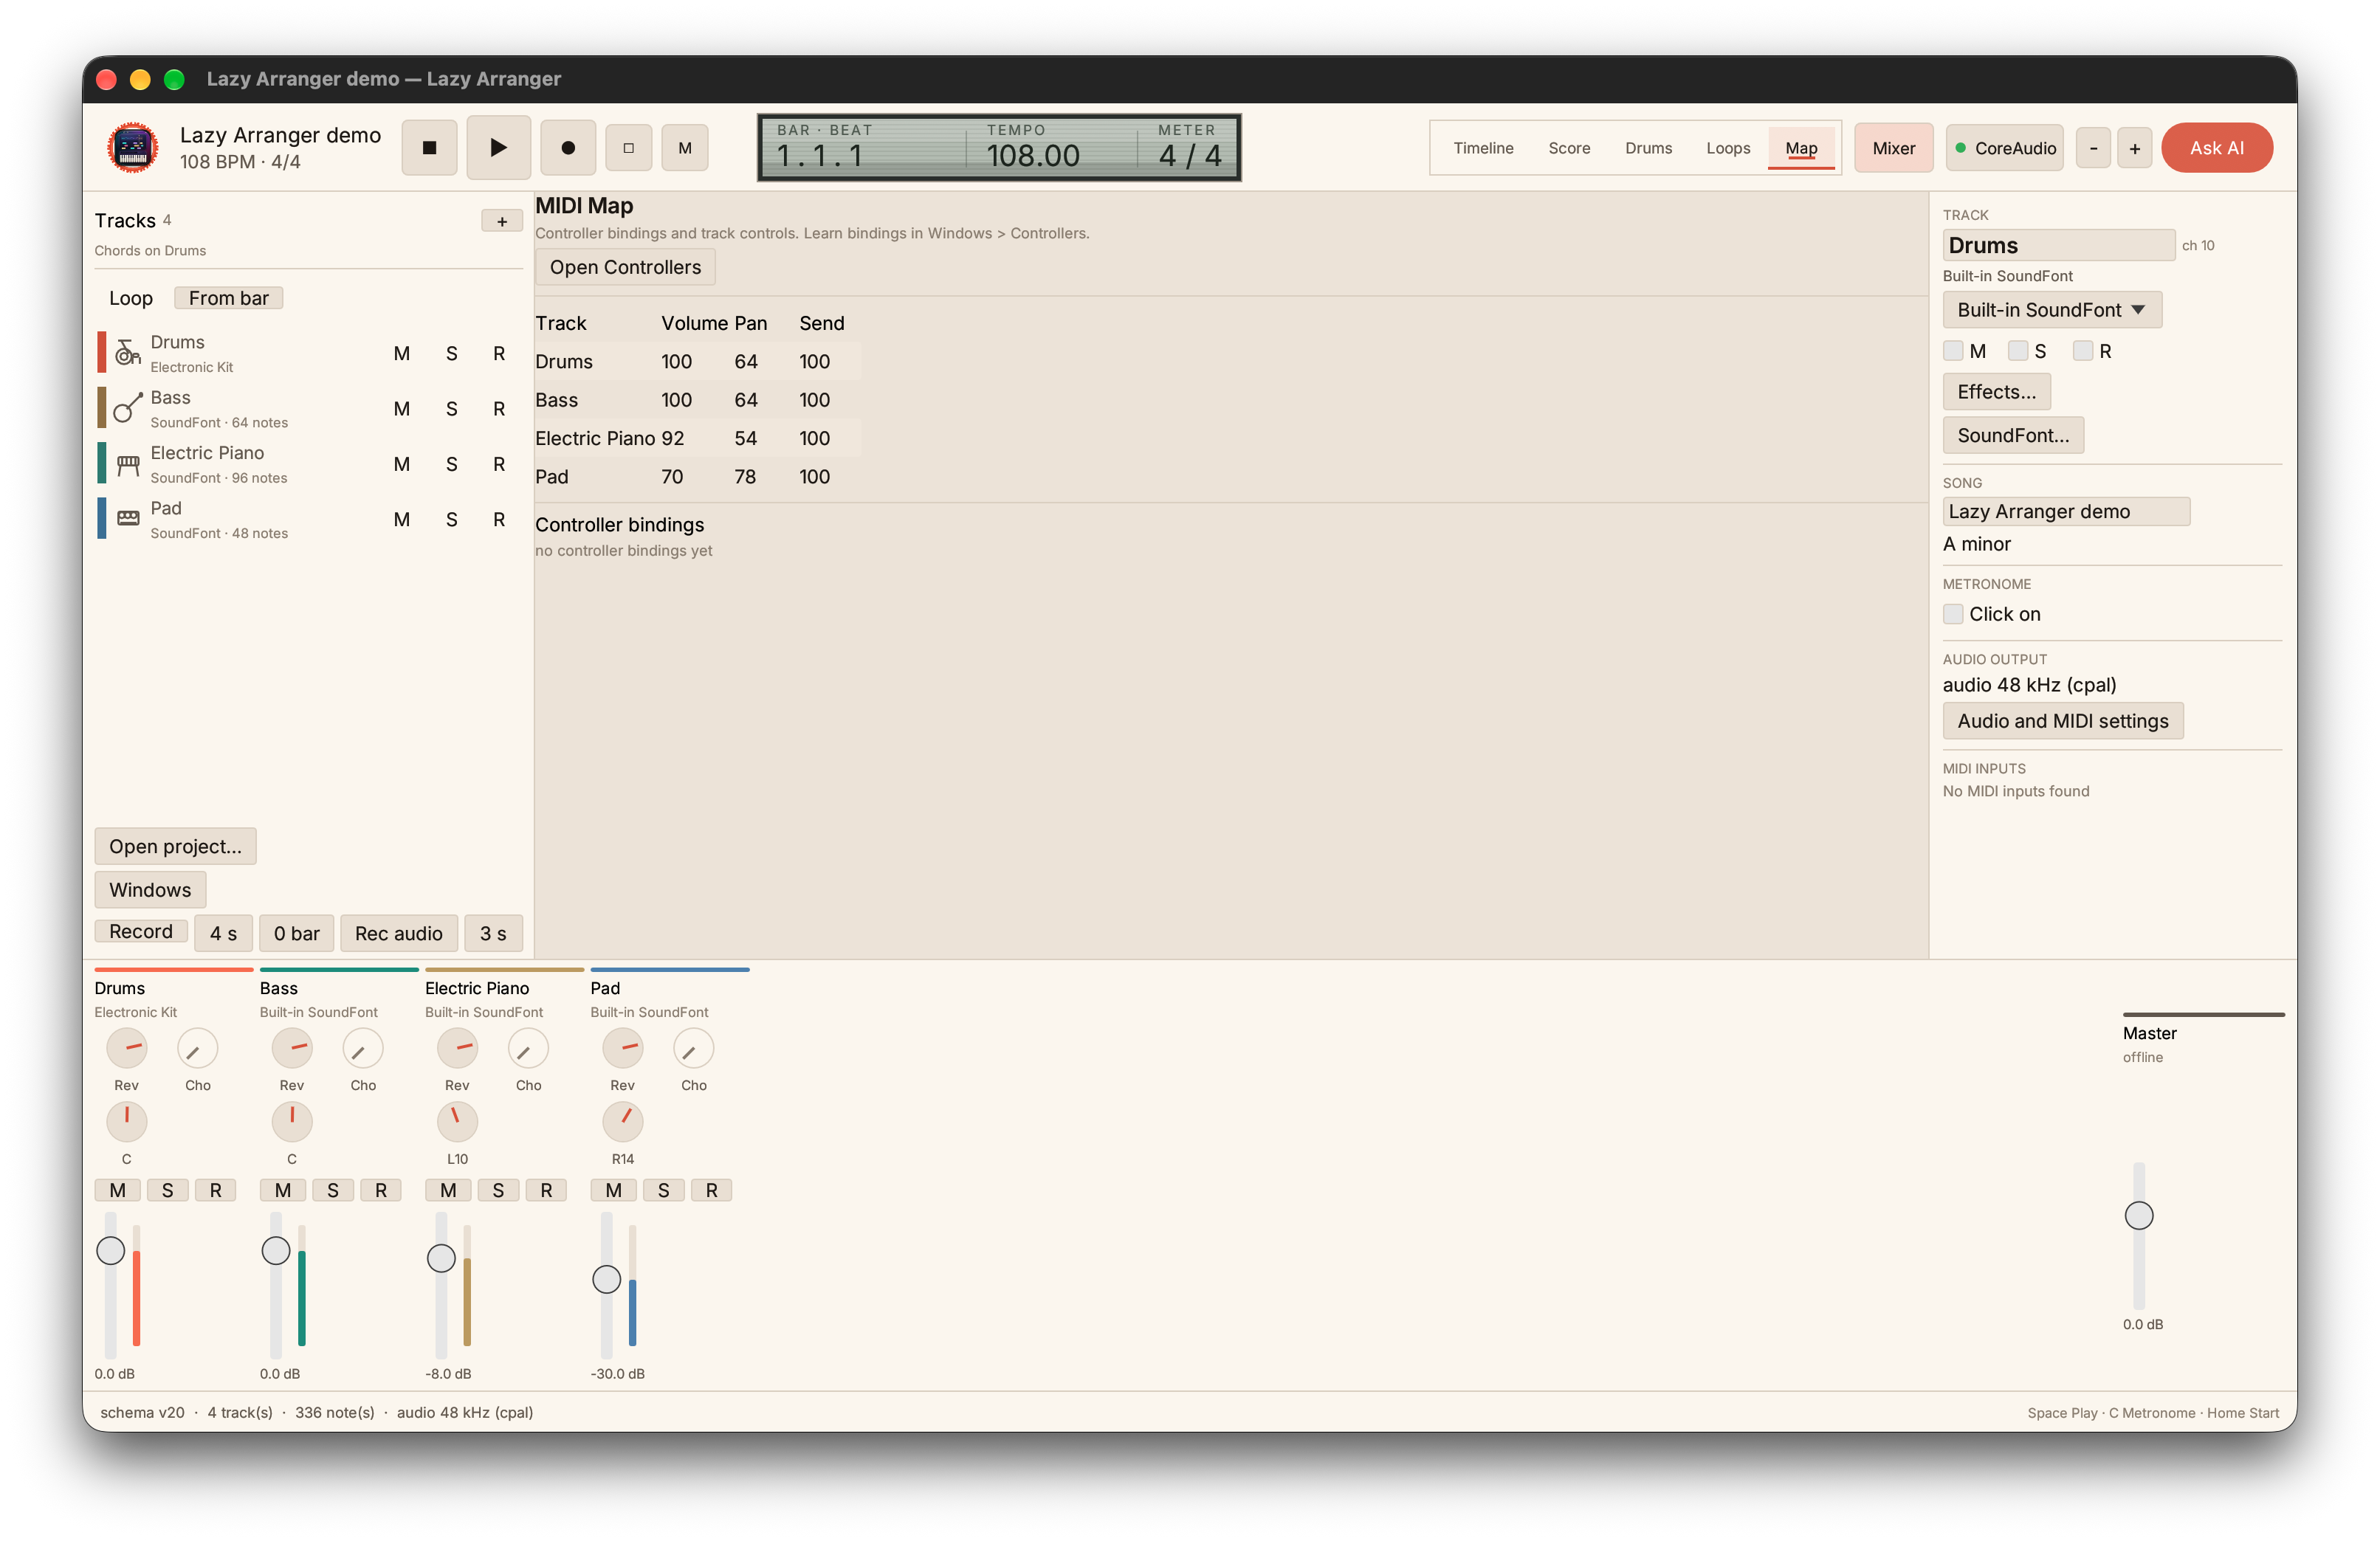 Lazy Arranger demo — Lazy Arranger
Lazy Arranger demo
108 BPM · 4/4
M
BAR · BEAT
1.1.1
TEMPO
108.00
METER
4/4
Timeline
Score
Drums
Loops
Map
Mixer
CoreAudio
-
+
Ask AI
Tracks 4
+
Chords on Drums
Loop
From bar
Drums
Electronic Kit
M S R
Bass
SoundFont · 64 notes
M S R
Electric Piano
SoundFont · 96 notes
M S R
Pad
SoundFont · 48 notes
M S R
Open project...
Windows
Record
4 s
0 bar
Rec audio
3 s
MIDI Map
Controller bindings and track controls. Learn bindings in Windows > Controllers.
Open Controllers
Track Volume Pan Send
Drums 100 64 100
Bass 100 64 100
Electric Piano 92 54 100
Pad 70 78 100
Controller bindings
no controller bindings yet
TRACK
Drums ch 10
Built-in SoundFont
Built-in SoundFont
M S R
Effects...
SoundFont...
SONG
Lazy Arranger demo
A minor
METRONOME
Click on
AUDIO OUTPUT
audio 48 kHz (cpal)
Audio and MIDI settings
MIDI INPUTS
No MIDI inputs found
Drums
Electronic Kit
Rev Cho
C
M S R
0.0 dB
Bass
Built-in SoundFont
Rev Cho
C
M S R
0.0 dB
Electric Piano
Built-in SoundFont
Rev Cho
L10
M S R
-8.0 dB
Pad
Built-in SoundFont
Rev Cho
R14
M S R
-30.0 dB
Master
offline
0.0 dB
schema v20 · 4 track(s) · 336 note(s) · audio 48 kHz (cpal)
Space Play · C Metronome · Home Start